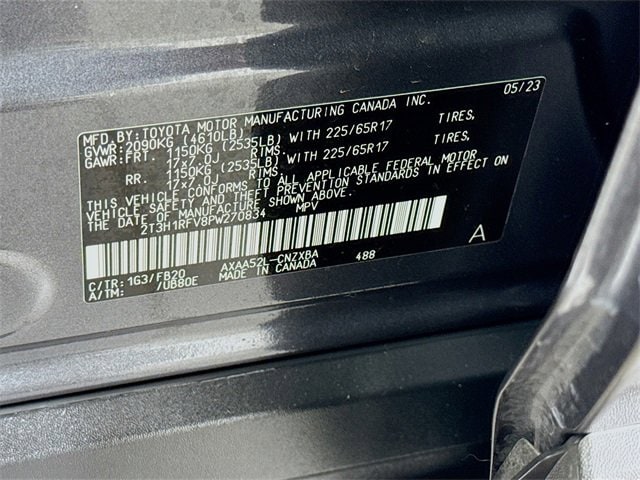 MFD. BY: TOYOTA MOTOR MANUFACTURING CANADA INC. 05/23
GVWR: 2090KG (4610LB)
GAWR: FRT. 1150KG (2535LB) WITH 225/65R17 TIRES,
17x7.0J RIMS.
RR. 1150KG (2535LB) WITH 225/65R17 TIRES,
17x7.0J RIMS.
THIS VEHICLE CONFORMS TO ALL APPLICABLE FEDERAL MOTOR
VEHICLE SAFETY AND THEFT PREVENTION STANDARDS IN EFFECT ON
THE DATE OF MANUFACTURE SHOWN ABOVE.
2T3H1RFV8PW270834 MPV
A
C/TR: 1G3/FB20 AXAA52L-CNZXBA 488
A/TM: /UB80E MADE IN CANADA